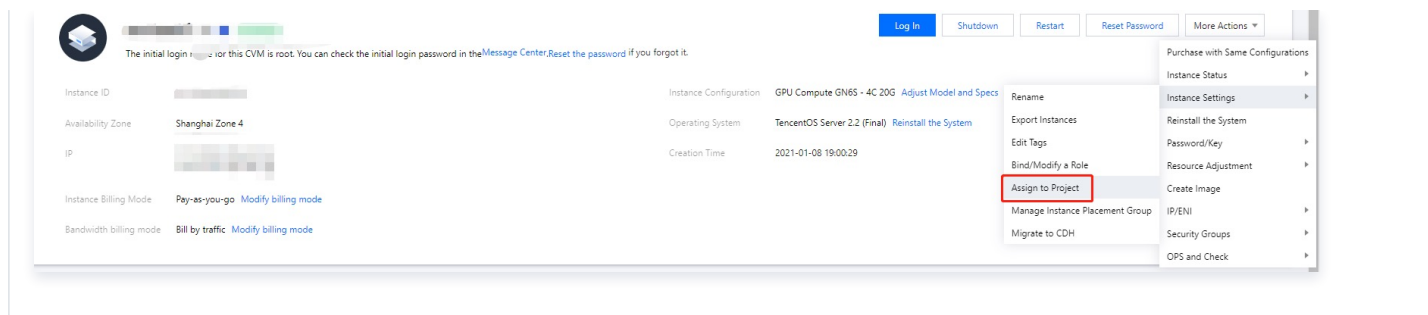 Log In Shutdown Restart Reset Password More Actions
The initial login for this CVM is root. You can check the initial login password in the Message Center,Reset the password if you forgot it.
Purchase with Same Configurations
Instance Status
Instance ID
Instance Configuration GPU Compute GN6S - 4C 20G Adjust Model and Specs
Rename
Instance Settings
Availability Zone Shanghai Zone 4
Operating System TencentOS Server 2.2 (Final) Reinstall the System
Export Instances
Reinstall the System
IP
Creation Time 2021-01-08 19:00:29
Edit Tags
Password/Key
Bind/Modify a Role
Resource Adjustment
Instance Billing Mode Pay-as-you-go Modify billing mode
Assign to Project
Create Image
Manage Instance Placement Group
IP/ENI
Bandwidth billing mode Bill by traffic Modify billing mode
Migrate to CDH
Security Groups
OPS and Check